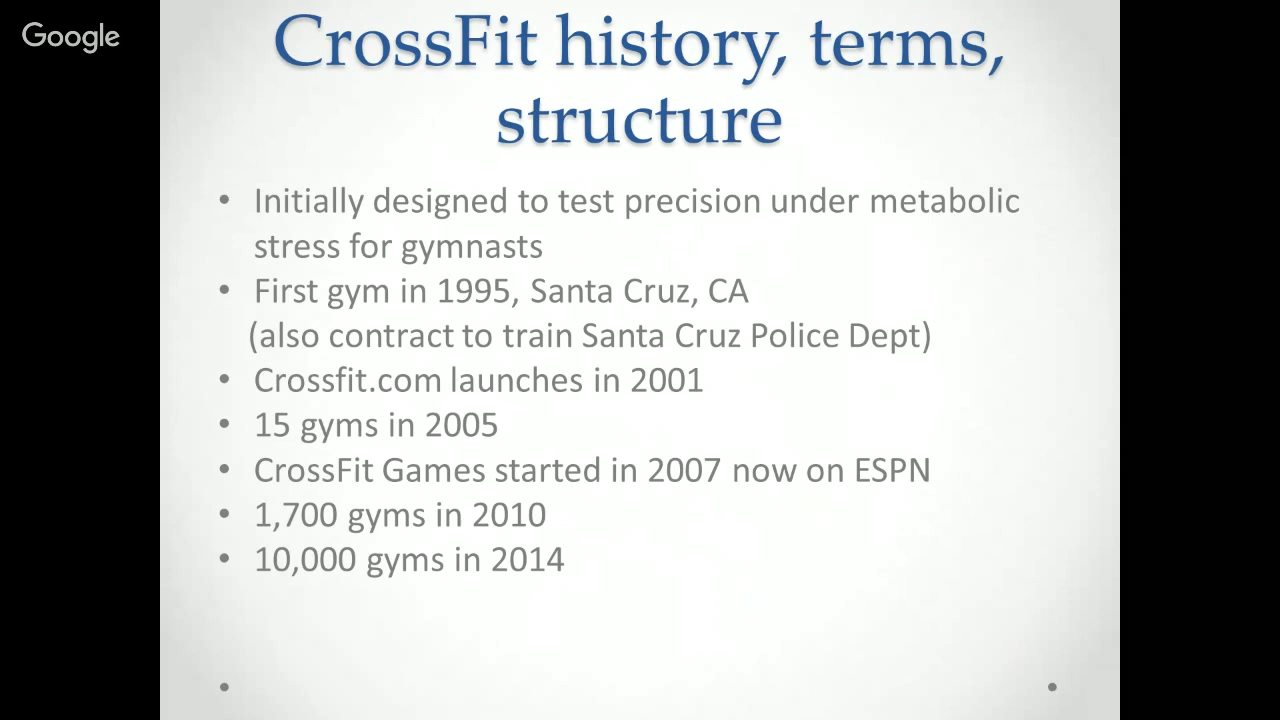 Google
CrossFit history, terms,
structure
• Initially designed to test precision under metabolic
stress for gymnasts
• First gym in 1995, Santa Cruz, CA
(also contract to train Santa Cruz Police Dept)
• Crossfit.com launches in 2001
• 15 gyms in 2005
• CrossFit Games started in 2007 now on ESPN
• 1,700 gyms in 2010
• 10,000 gyms in 2014